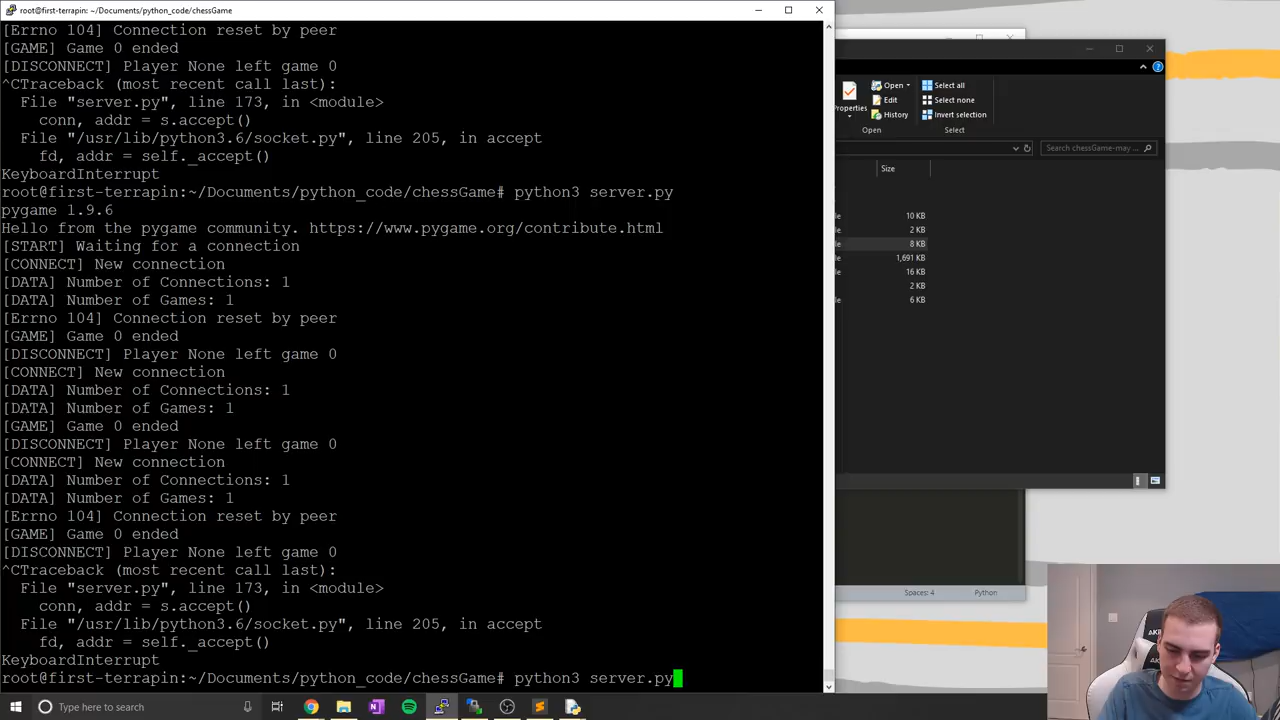 root@first-terrapin: ~/Documents/python_code/chessGame
[Errno 104] Connection reset by peer
[GAME] Game 0 ended
[DISCONNECT] Player None left game 0
^CTraceback (most recent call last):
File "server.py", line 173, in <module>
conn, addr = s.accept()
File "/usr/lib/python3.6/socket.py", line 205, in accept
fd, addr = self._accept()
KeyboardInterrupt
root@first-terrapin:~/Documents/python_code/chessGame# python3 server.py
pygame 1.9.6
Hello from the pygame community. https://www.pygame.org/contribute.html
[START] Waiting for a connection
[CONNECT] New connection
[DATA] Number of Connections: 1
[DATA] Number of Games: 1
[Errno 104] Connection reset by peer
[GAME] Game 0 ended
[DISCONNECT] Player None left game 0
[CONNECT] New connection
[DATA] Number of Connections: 1
[DATA] Number of Games: 1
[GAME] Game 0 ended
[DISCONNECT] Player None left game 0
[CONNECT] New connection
[DATA] Number of Connections: 1
[DATA] Number of Games: 1
[Errno 104] Connection reset by peer
[GAME] Game 0 ended
[DISCONNECT] Player None left game 0
^CTraceback (most recent call last):
File "server.py", line 173, in <module>
conn, addr = s.accept()
File "/usr/lib/python3.6/socket.py", line 205, in accept
fd, addr = self._accept()
KeyboardInterrupt
root@first-terrapin:~/Documents/python_code/chessGame# python3 server.py
Properties
Open
Edit
History
Open
Select all
Select none
Invert selection
Select
Search chessGame-may ...
Size
10 KB
2 KB
8 KB
1,691 KB
16 KB
2 KB
6 KB
Spaces: 4
Python
Type here to search